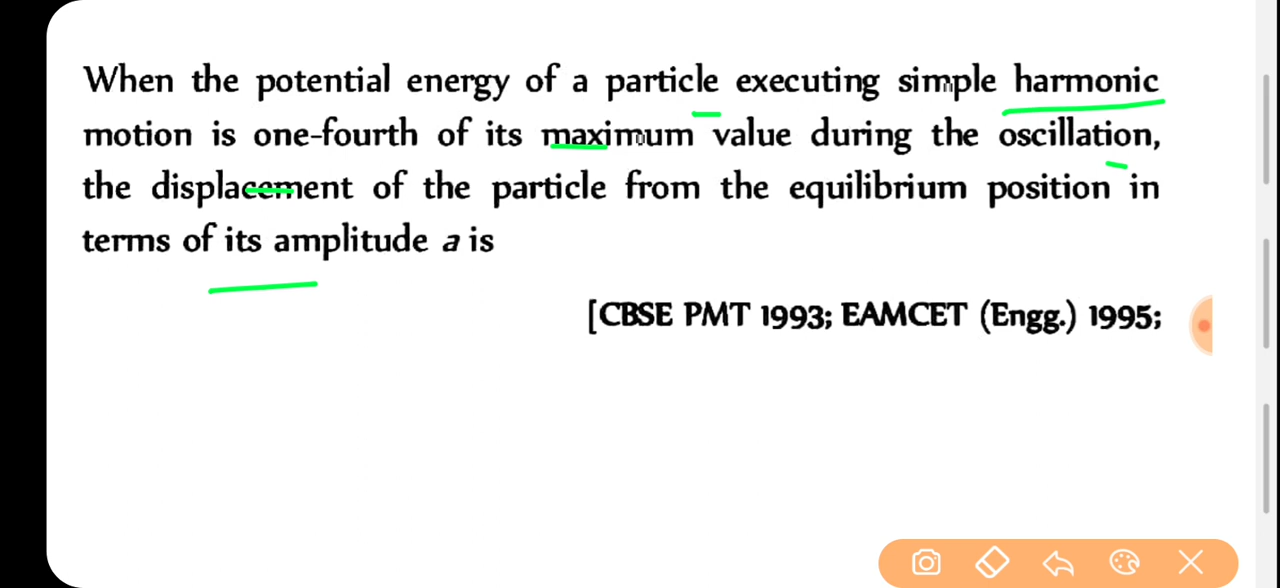 When the potential energy of a particle executing simple harmonic
motion is one-fourth of its maximum value during the oscillation,
the displacement of the particle from the equilibrium position in
terms of its amplitude a is
[CBSE PMT 1993; EAMCET (Engg.) 1995;